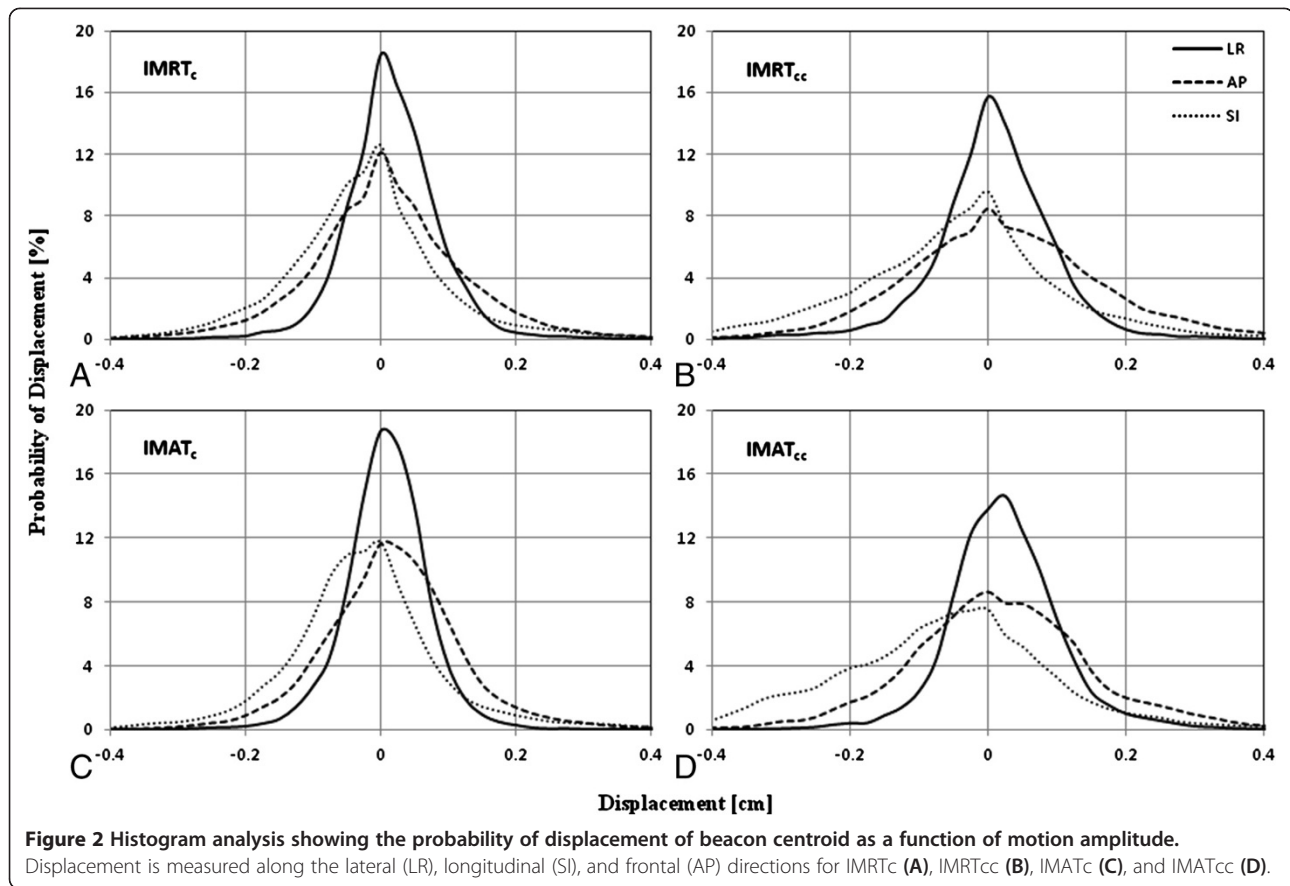 20
16
12
8
4
0
-0.4 -0.2 0 0.2 0.4
IMRTc
A
20
16
12
8
4
0
-0.4 -0.2 0 0.2 0.4
IMRTcc
LR
AP
SI
B
Probability of Displacement [%]
20
16
12
8
4
0
-0.4 -0.2 0 0.2 0.4
IMATc
C
20
16
12
8
4
0
-0.4 -0.2 0 0.2 0.4
IMATcc
D
Displacement [cm]
Figure 2 Histogram analysis showing the probability of displacement of beacon centroid as a function of motion amplitude.
Displacement is measured along the lateral (LR), longitudinal (SI), and frontal (AP) directions for IMRTc (A), IMRTcc (B), IMATc (C), and IMATcc (D).